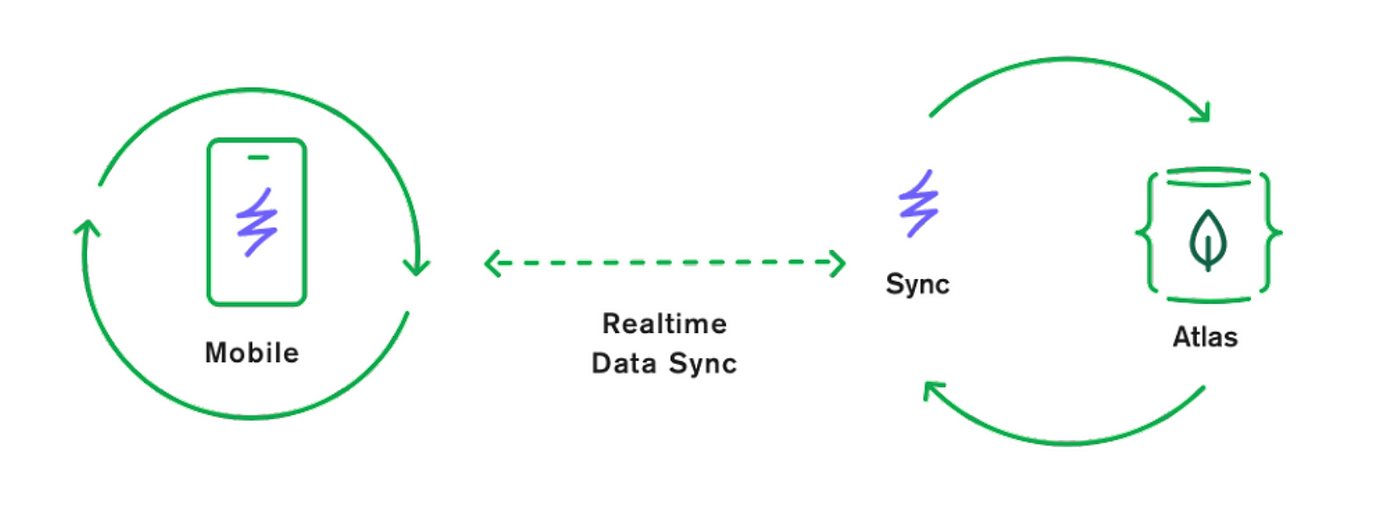 Mobile
Realtime
Data Sync
Sync
Atlas